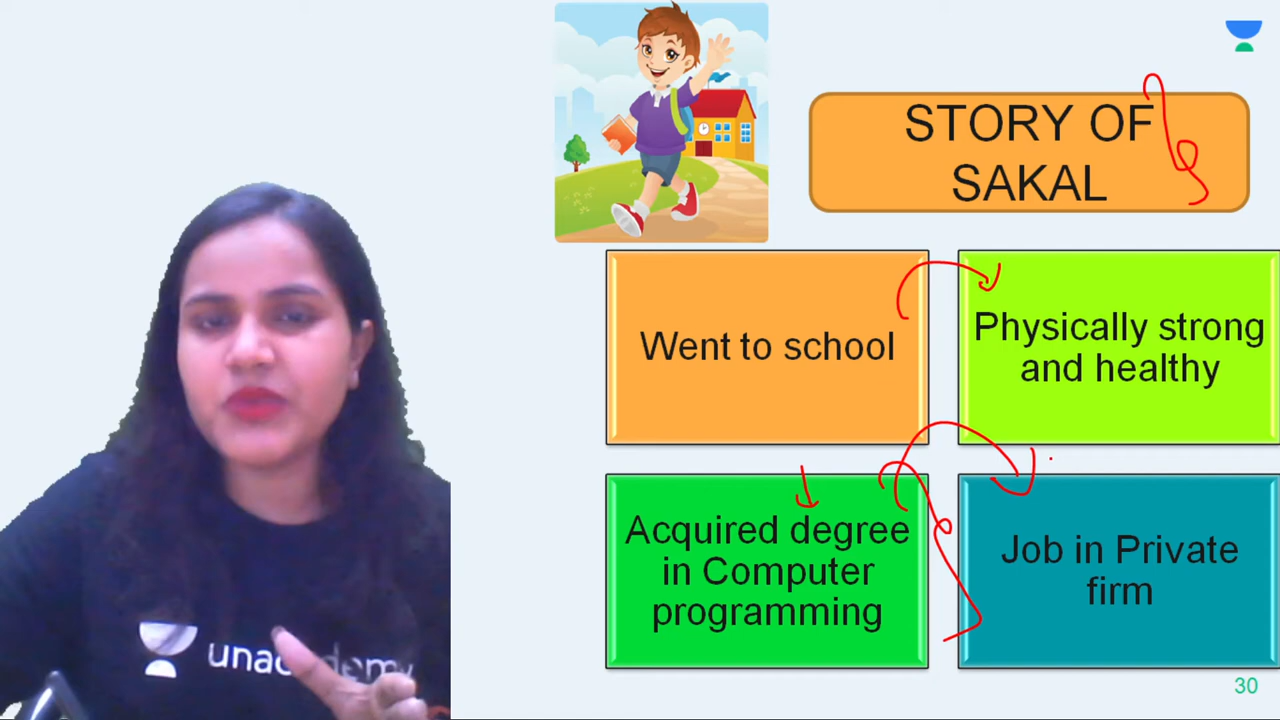 STORY OF
SAKAL
Went to school
Physically strong
and healthy
Acquired degree
in Computer
programming
Job in Private
firm
unacademy
30